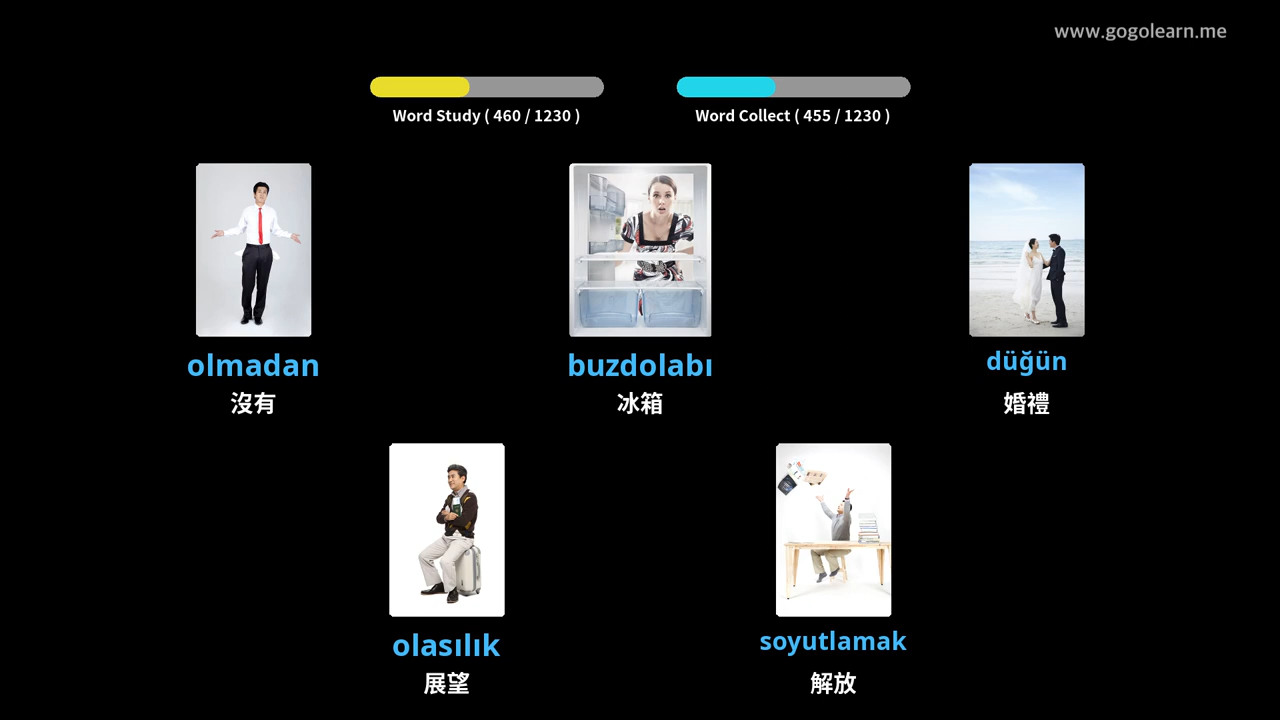 www.gogolearn.me
Word Study ( 460 / 1230 )
Word Collect ( 455 / 1230 )
olmadan
沒有
buzdolabı
冰箱
düğün
婚禮
olasılık
展望
soyutlamak
解放